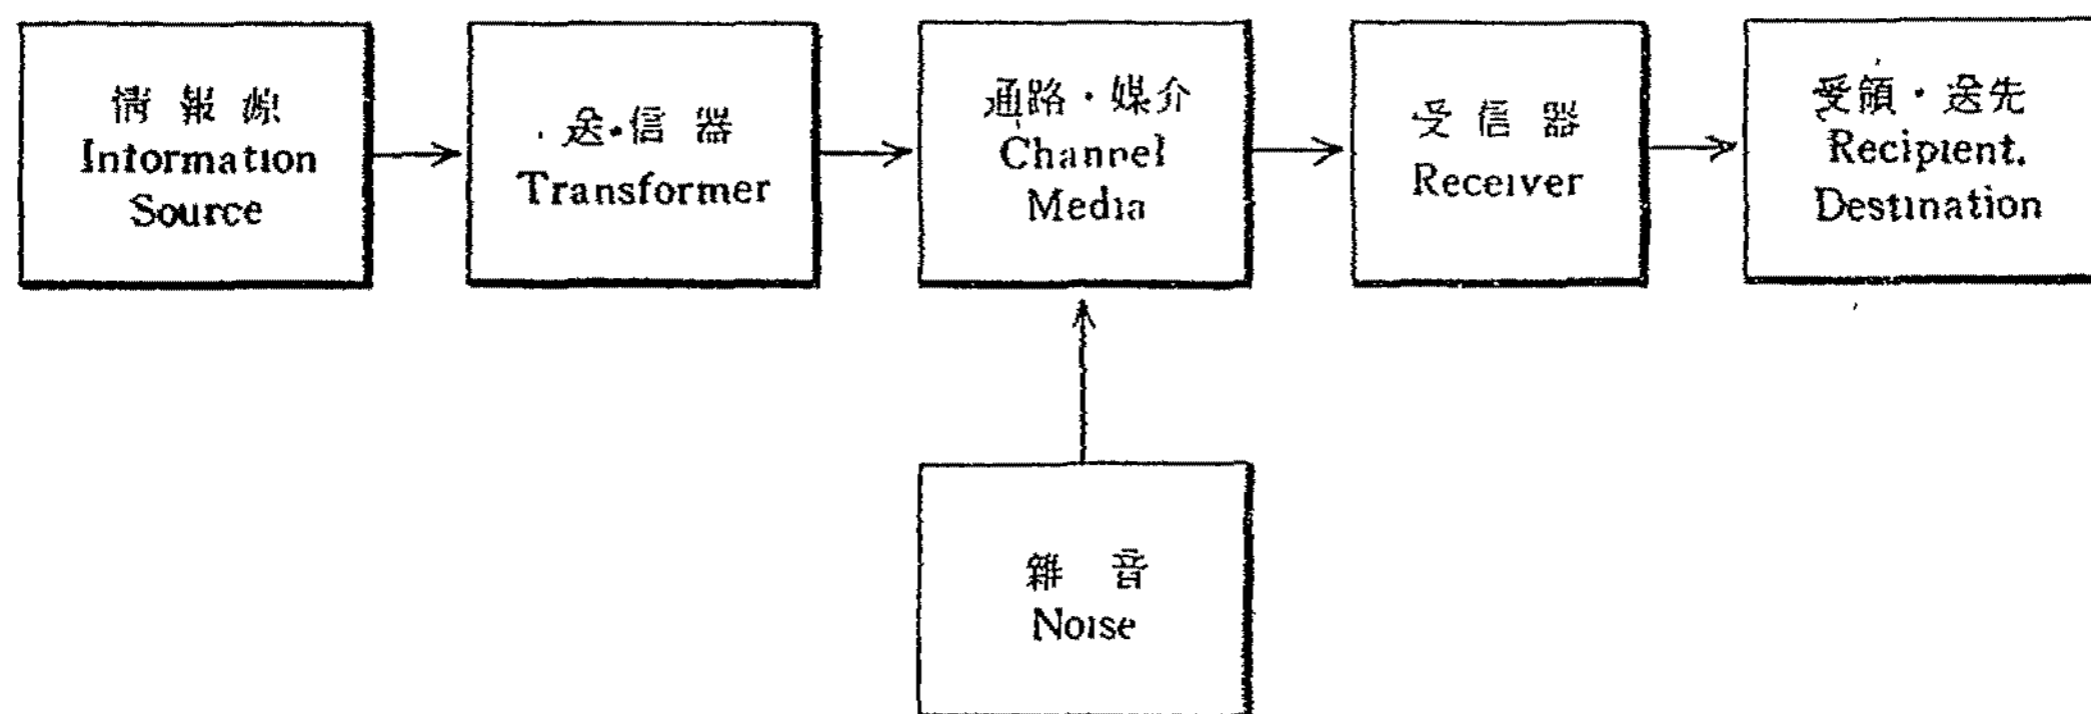 情報源
Information
Source
送信器
Transformer
通路・媒介
Channel
Media
受信器
Receiver
受領・送先
Recipient.
Destination
雜音
Noise